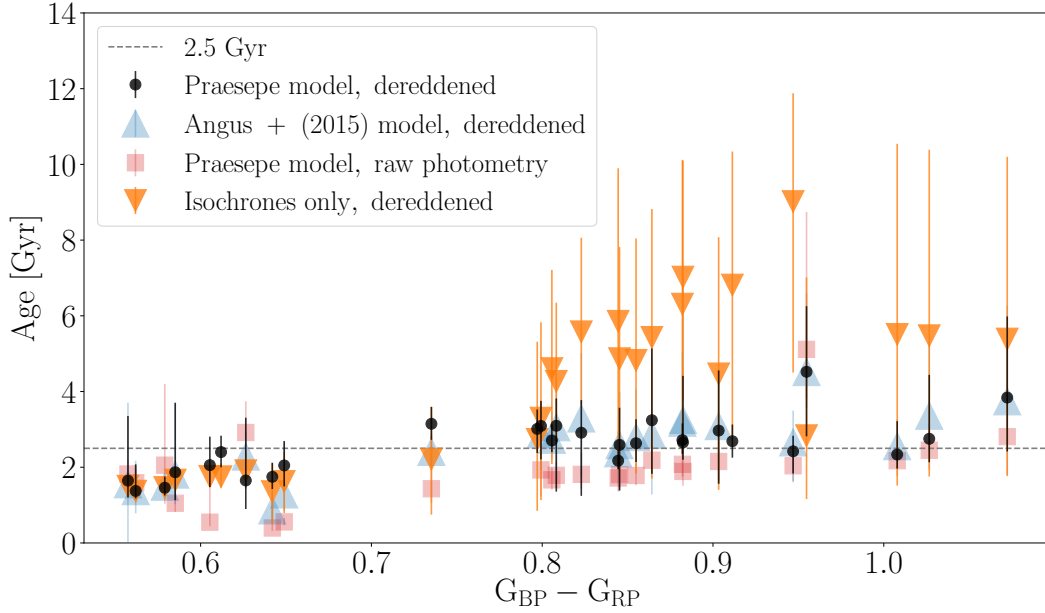 2.5 Gyr
Praesepe model, dereddened
Angus + (2015) model, dereddened
Praesepe model, raw photometry
Isochrones only, dereddened
Age [Gyr]
14
12
10
8
6
4
2
0
0.6 0.7 0.8 0.9 1.0
G_BP − G_RP